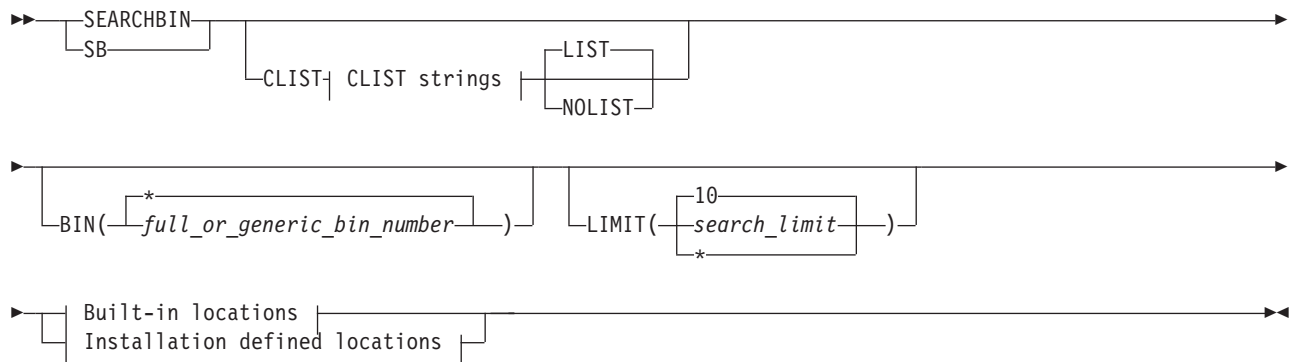 SEARCHBIN
SB
CLIST CLIST strings LIST
NOLIST
BIN( * )
full_or_generic_bin_number
LIMIT( 10 )
search_limit
*
Built-in locations
Installation defined locations